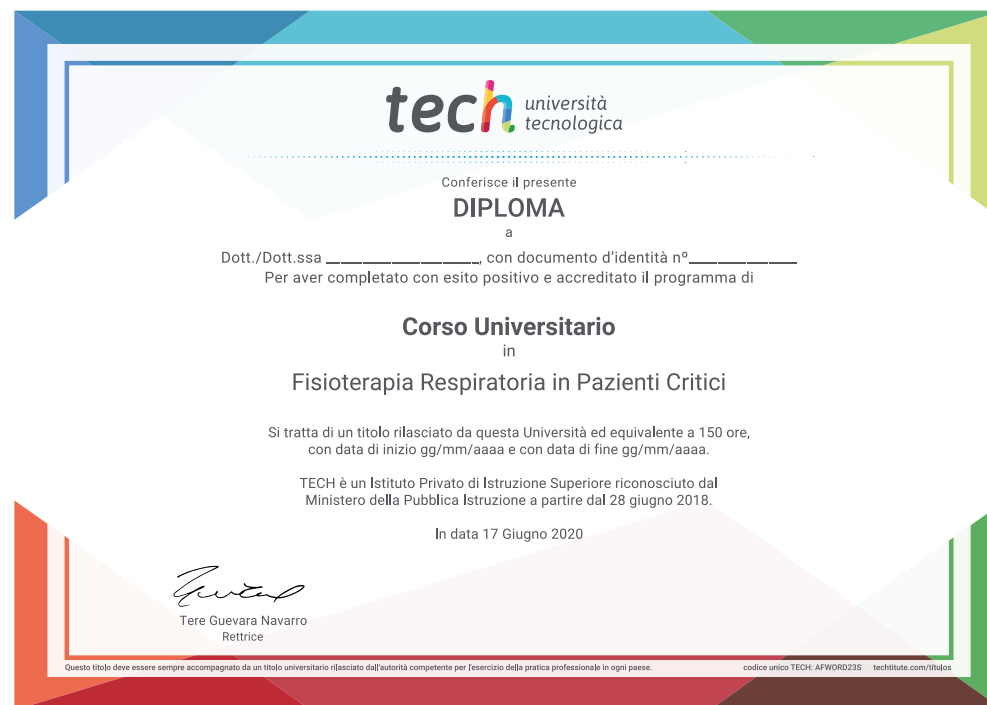 tech università
tecnologica
Conferisce il presente
DIPLOMA
a
Dott./Dott.ssa ____________________, con documento d'identità nº______________
Per aver completato con esito positivo e accreditato il programma di
Corso Universitario
in
Fisioterapia Respiratoria in Pazienti Critici
Si tratta di un titolo rilasciato da questa Università ed equivalente a 150 ore,
con data di inizio gg/mm/aaaa e con data di fine gg/mm/aaaa.
TECH è un Istituto Privato di Istruzione Superiore riconosciuto dal
Ministero della Pubblica Istruzione a partire dal 28 giugno 2018.
In data 17 Giugno 2020
Tere Guevara Navarro
Rettrice
Questo titolo deve essere sempre accompagnato da un titolo universitario rilasciato dall'autorità competente per l'esercizio della pratica professionale in ogni paese. codice unico TECH: AFWORD23S techtitute.com/títulos